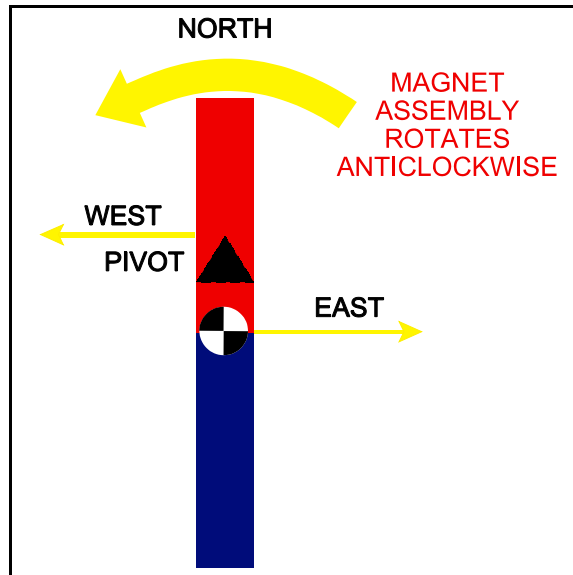 NORTH
MAGNET
ASSEMBLY
ROTATES
ANTICLOCKWISE
WEST
PIVOT
EAST